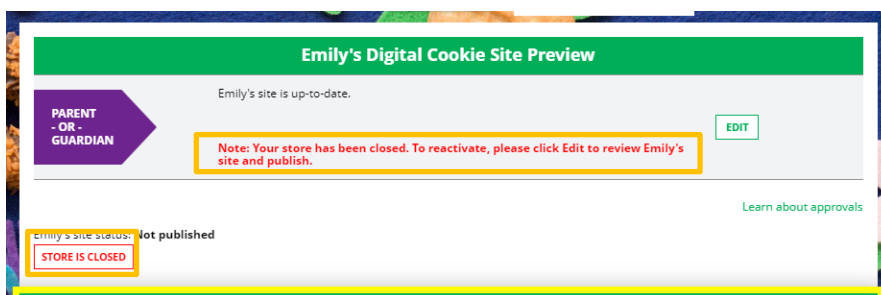 Emily's Digital Cookie Site Preview
Emily's site is up-to-date.
PARENT
- OR -
GUARDIAN
EDIT
Note: Your store has been closed. To reactivate, please click Edit to review Emily's
site and publish.
Learn about approvals
Emily's site status: Not published
STORE IS CLOSED